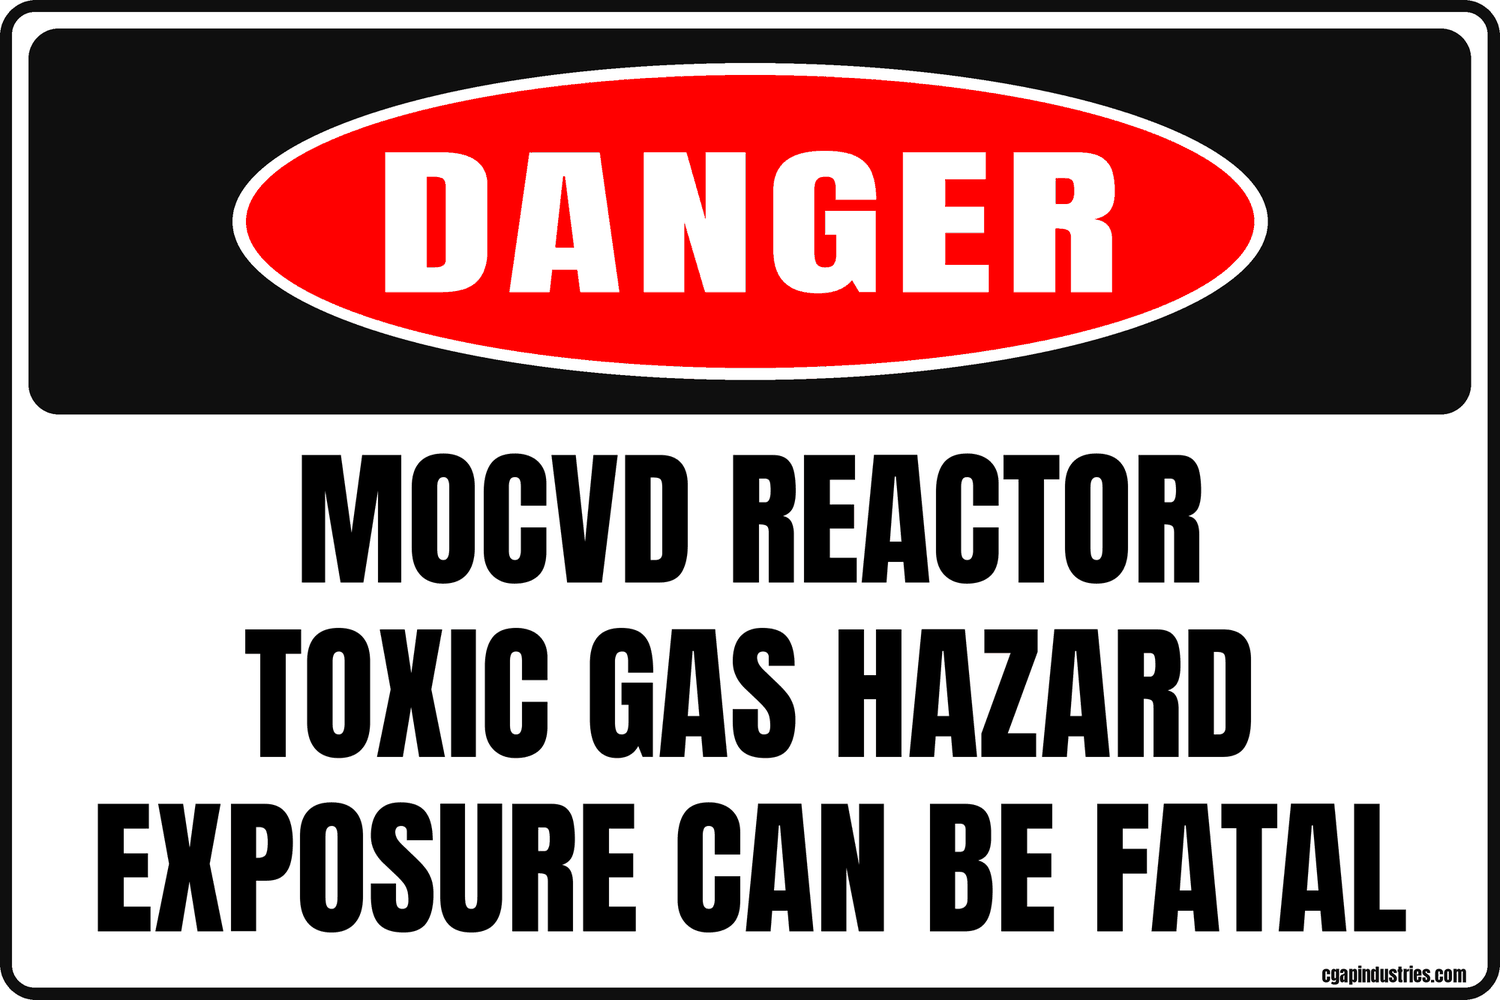 DANGER
MOCVD REACTOR
TOXIC GAS HAZARD
EXPOSURE CAN BE FATAL
cgapindustries.com